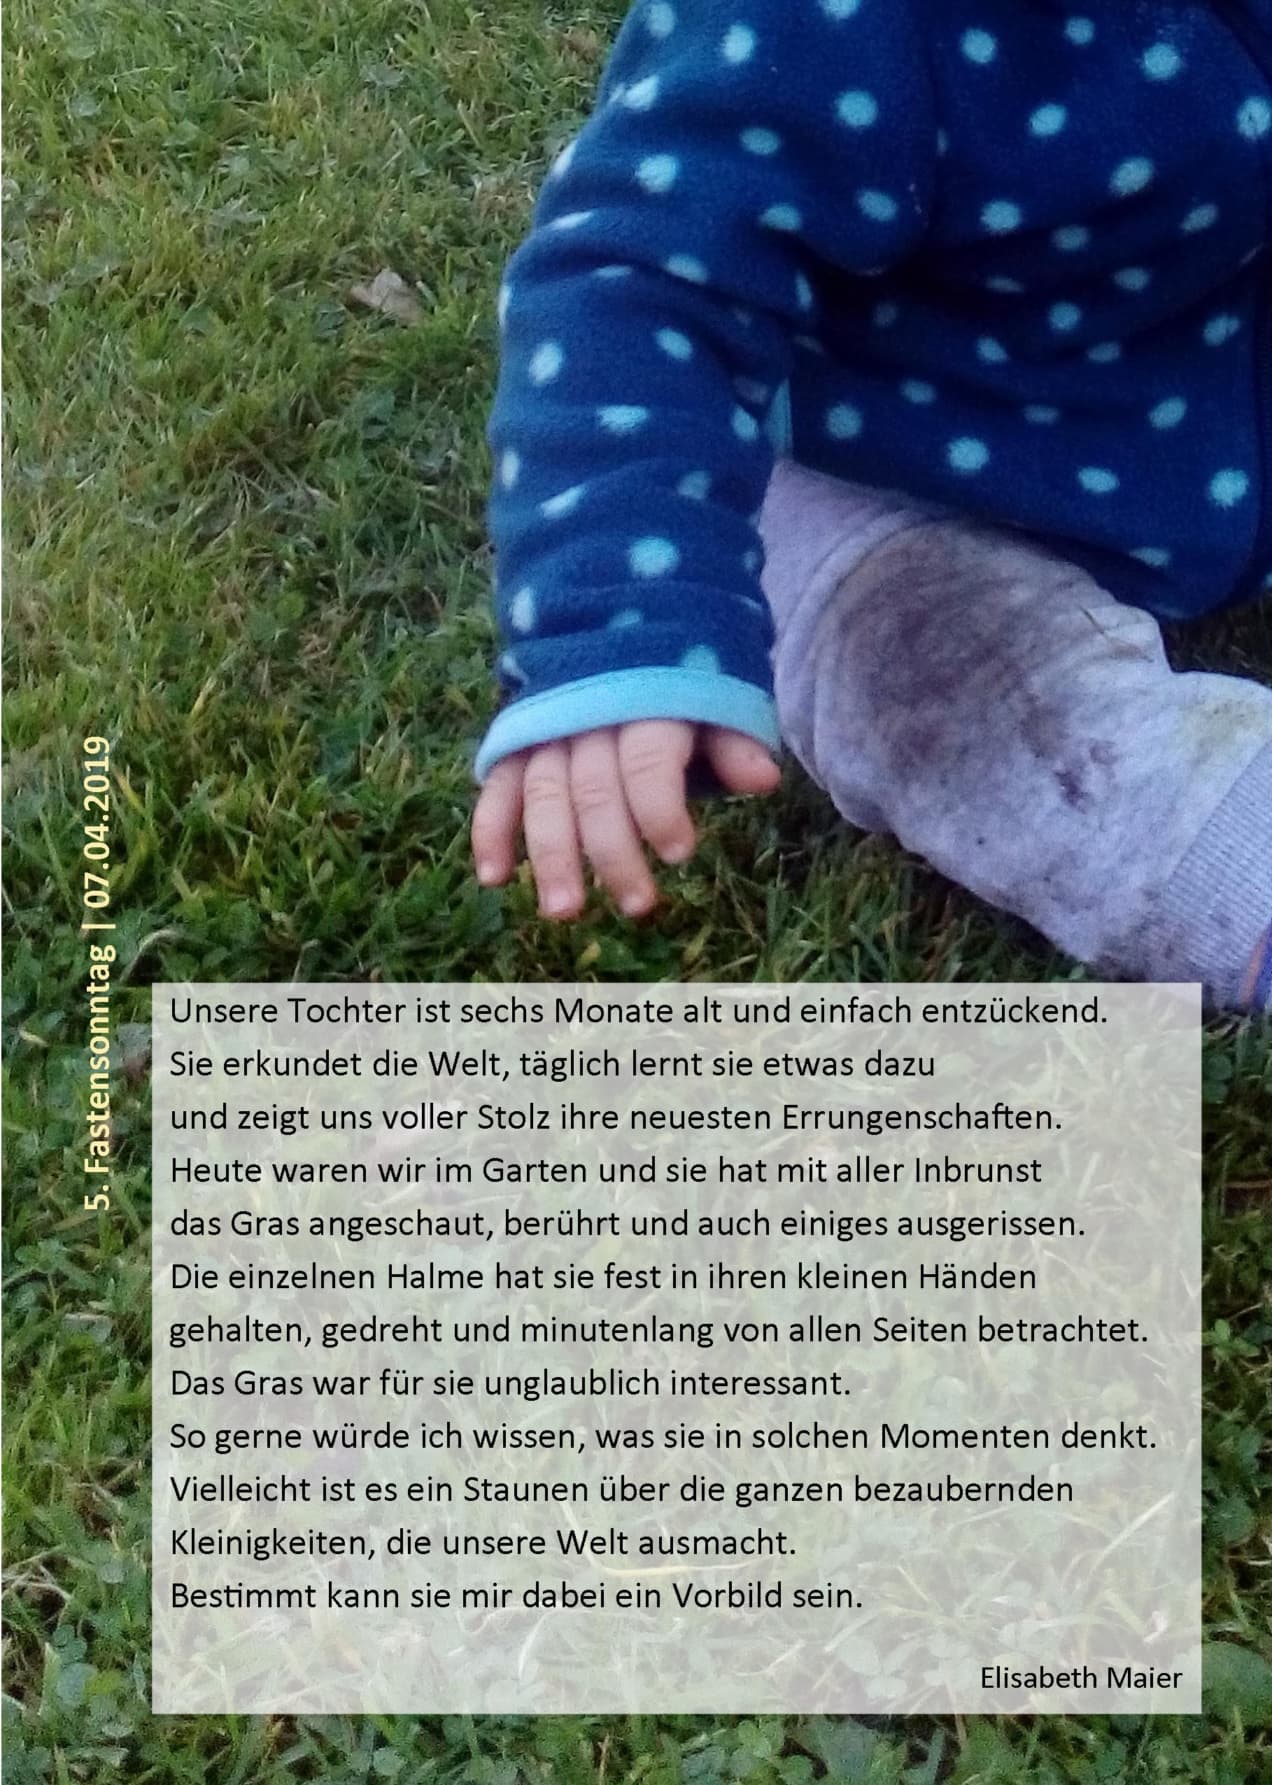 5. Fastensonntag | 07.04.2019
Unsere Tochter ist sechs Monate alt und einfach entzückend.
Sie erkundet die Welt, täglich lernt sie etwas dazu
und zeigt uns voller Stolz ihre neuesten Errungenschaften.
Heute waren wir im Garten und sie hat mit aller Inbrunst
das Gras angeschaut, berührt und auch einiges ausgerissen.
Die einzelnen Halme hat sie fest in ihren kleinen Händen
gehalten, gedreht und minutenlang von allen Seiten betrachtet.
Das Gras war für sie unglaublich interessant.
So gerne würde ich wissen, was sie in solchen Momenten denkt.
Vielleicht ist es ein Staunen über die ganzen bezaubernden
Kleinigkeiten, die unsere Welt ausmacht.
Bestimmt kann sie mir dabei ein Vorbild sein.
Elisabeth Maier